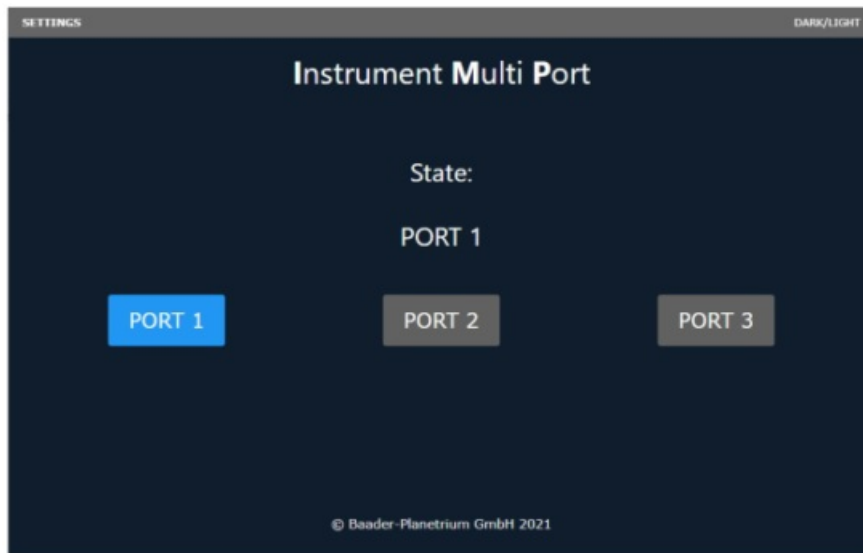 SETTINGS DARK/LIGHT
Instrument Multi Port
State:
PORT 1
PORT 1 PORT 2 PORT 3
© Baader-Planetrium GmbH 2021